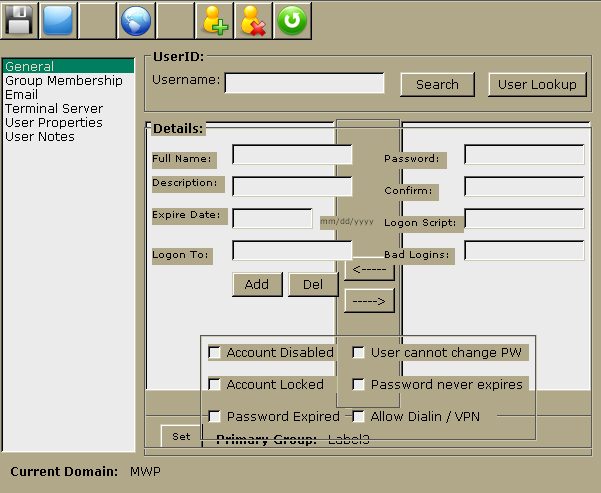 General
Group Membership
Email
Terminal Server
User Properties
User Notes
UserID:
Username:
Search
User Lookup
Details:
Full Name:
Password:
Description:
Confirm:
Expire Date:
mm/dd/yyyy
Logon Script:
Logon To:
Bad Logins:
<-----
Add
Del
----->
Account Disabled
User cannot change PW
Account Locked
Password never expires
Password Expired
Allow Dialin / VPN
Set
Primary Group: Label3
Current Domain: MWP